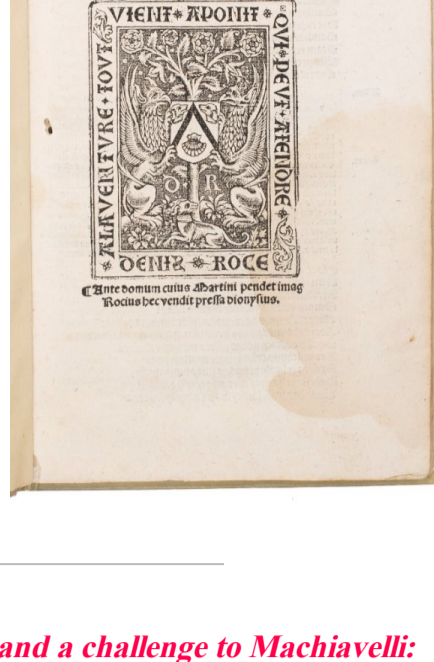 ALAVENTVRE * TOVT
VIENT * APOINT *
QVI * PEVT * ATENDRE *
* DENIS * ROCE
D R
¶ Ante domum cuius Martini pendet imag
Rocius hec vendit pressa dionysius.
and a challenge to Machiavelli: